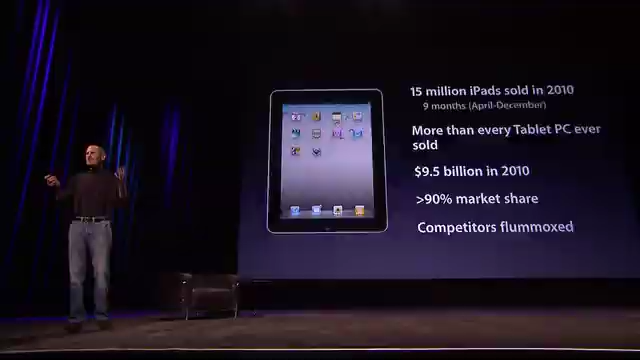 15 million iPads sold in 2010
9 months (April-December)
More than every Tablet PC ever
sold
$9.5 billion in 2010
>90% market share
Competitors flummoxed